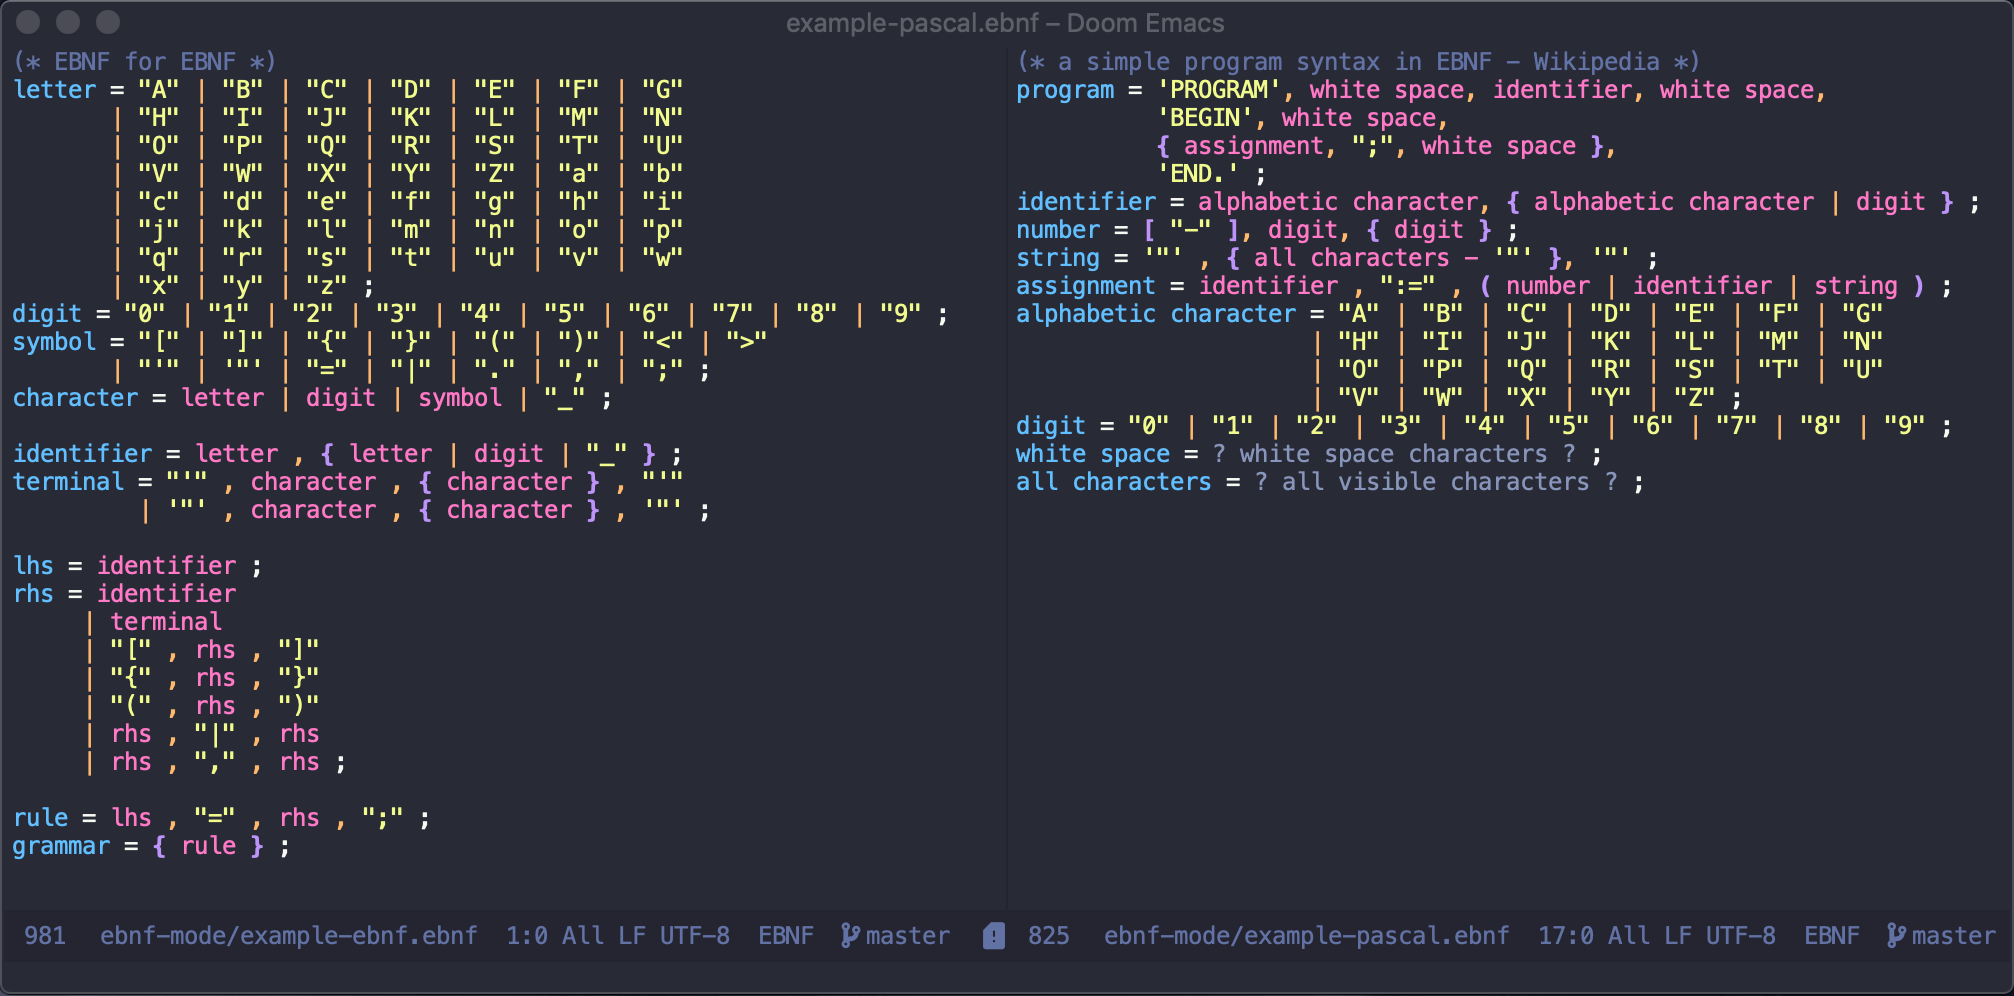 example-pascal.ebnf – Doom Emacs
(* EBNF for EBNF *)
letter = "A" | "B" | "C" | "D" | "E" | "F" | "G"
       | "H" | "I" | "J" | "K" | "L" | "M" | "N"
       | "O" | "P" | "Q" | "R" | "S" | "T" | "U"
       | "V" | "W" | "X" | "Y" | "Z" | "a" | "b"
       | "c" | "d" | "e" | "f" | "g" | "h" | "i"
       | "j" | "k" | "l" | "m" | "n" | "o" | "p"
       | "q" | "r" | "s" | "t" | "u" | "v" | "w"
       | "x" | "y" | "z" ;
digit = "0" | "1" | "2" | "3" | "4" | "5" | "6" | "7" | "8" | "9" ;
symbol = "[" | "]" | "{" | "}" | "(" | ")" | "<" | ">"
       | "'" | '"' | "=" | "|" | "." | "," | ";" ;
character = letter | digit | symbol | "_" ;

identifier = letter , { letter | digit | "_" } ;
terminal = "'" , character , { character } , "'"
         | '"' , character , { character } , '"' ;

lhs = identifier ;
rhs = identifier
     | terminal
     | "[" , rhs , "]"
     | "{" , rhs , "}"
     | "(" , rhs , ")"
     | rhs , "|" , rhs
     | rhs , "," , rhs ;

rule = lhs , "=" , rhs , ";" ;
grammar = { rule } ;
981 ebnf-mode/example-ebnf.ebnf 1:0 All LF UTF-8 EBNF master
(* a simple program syntax in EBNF − Wikipedia *)
program = 'PROGRAM', white space, identifier, white space,
          'BEGIN', white space,
          { assignment, ";", white space },
          'END.' ;
identifier = alphabetic character, { alphabetic character | digit } ;
number = [ "-" ], digit, { digit } ;
string = '"' , { all characters - '"' }, '"' ;
assignment = identifier , ":=" , ( number | identifier | string ) ;
alphabetic character = "A" | "B" | "C" | "D" | "E" | "F" | "G"
                     | "H" | "I" | "J" | "K" | "L" | "M" | "N"
                     | "O" | "P" | "Q" | "R" | "S" | "T" | "U"
                     | "V" | "W" | "X" | "Y" | "Z" ;
digit = "0" | "1" | "2" | "3" | "4" | "5" | "6" | "7" | "8" | "9" ;
white space = ? white space characters ? ;
all characters = ? all visible characters ? ;
825 ebnf-mode/example-pascal.ebnf 17:0 All LF UTF-8 EBNF master